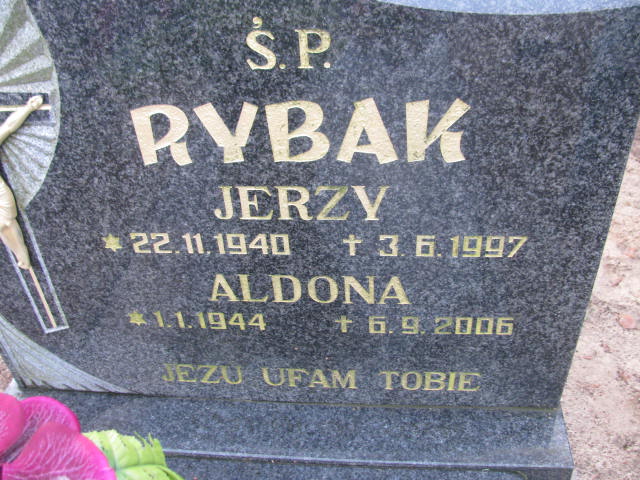 Ś.P.
RYBAK
JERZY
* 22.11.1940 † 3.6.1997
ALDONA
* 1.1.1944 † 6.9.2006
JEZU UFAM TOBIE